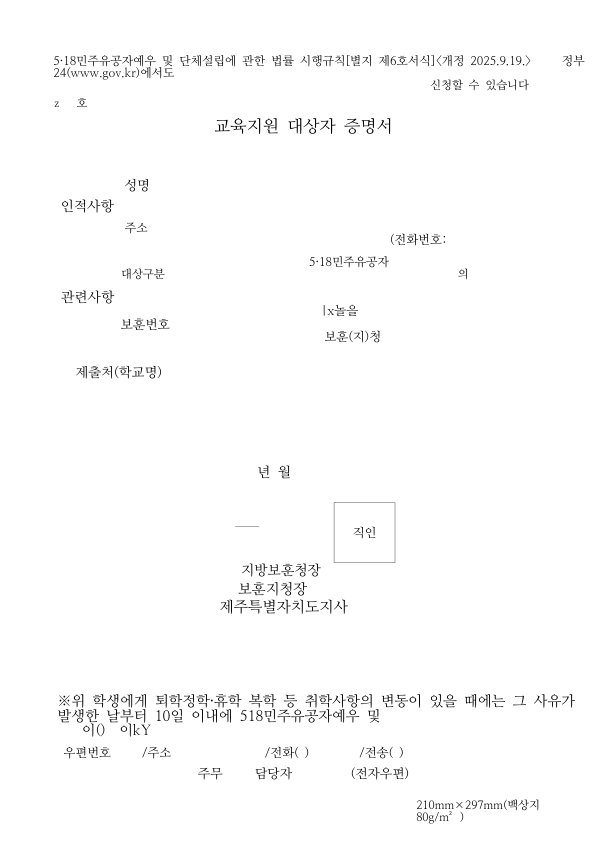 5·18민주유공자예우 및 단체설립에 관한 법률 시행규칙[별지 제6호서식]<개정 2025.9.19.> 정부
24(www.gov.kr)에서도
신청할 수 있습니다
z 호
교육지원 대상자 증명서
성명
인적사항
주소
(전화번호:
5·18민주유공자
대상구분 의
관련사항
|x놀을
보훈번호
보훈(지)청
제출처(학교명)
년 월
직인
지방보훈청장
보훈지청장
제주특별자치도지사
※위 학생에게 퇴학정학·휴학 복학 등 취학사항의 변동이 있을 때에는 그 사유가
발생한 날부터 10일 이내에 518민주유공자예우 및
이() 이kY
우편번호 /주소 /전화( ) /전송( )
주무 담당자 (전자우편)
210mm×297mm(백상지
80g/m² )